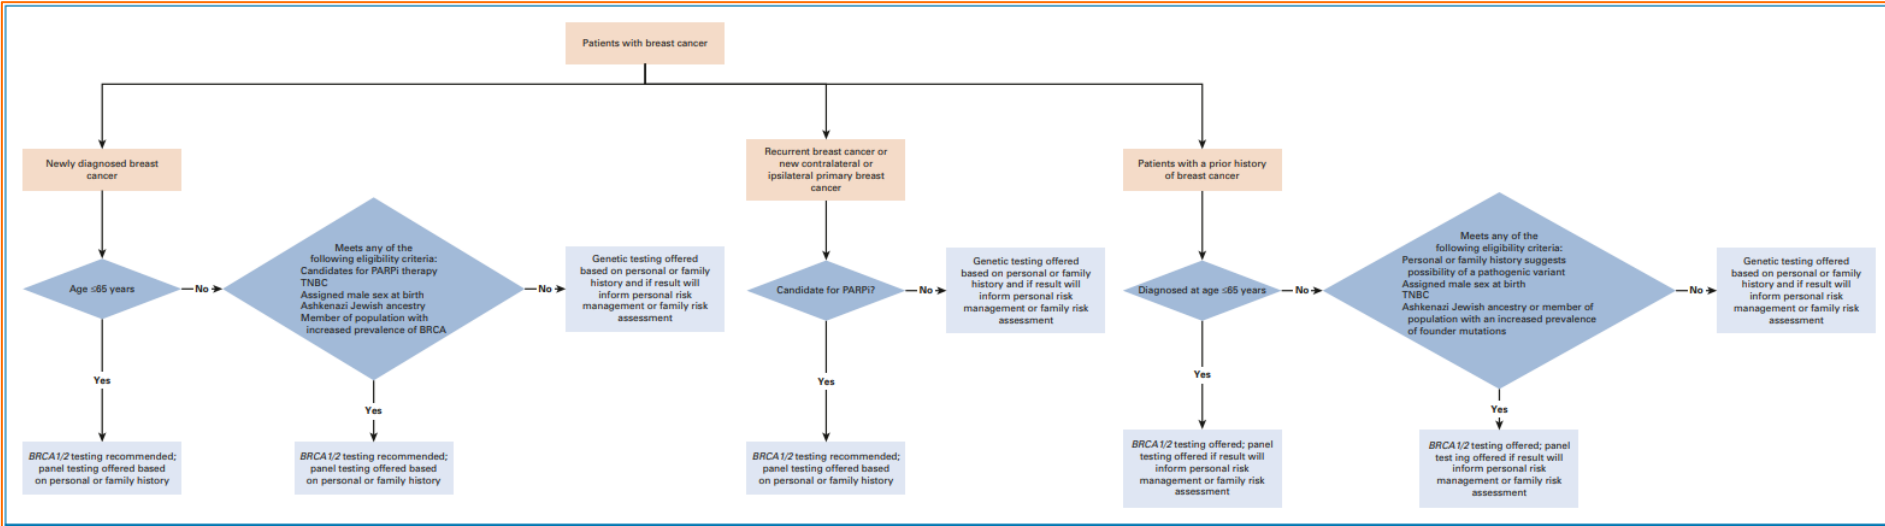 Patients with breast cancer
Newly diagnosed breast
cancer
Age ≤65 years
No
Yes
BRCA1/2 testing recommended;
panel testing offered based
on personal or family history
Meets any of the
following eligibility criteria:
Candidates for PARPi therapy
TNBC
Assigned male sex at birth
Ashkenazi Jewish ancestry
Member of population with
increased prevalence of BRCA
No
Yes
BRCA1/2 testing recommended;
panel testing offered based
on personal or family history
Genetic testing offered
based on personal or family
history and if result will
inform personal risk
management or family risk
assessment
Recurrent breast cancer or
new contralateral or
ipsilateral primary breast
cancer
Candidate for PARPi?
No
Yes
BRCA1/2 testing recommended;
panel testing offered based
on personal or family history
Genetic testing offered
based on personal or family
history and if result will
inform personal risk
management or family risk
assessment
Patients with a prior history
of breast cancer
Diagnosed at age ≤65 years
No
Yes
BRCA1/2 testing offered; panel
testing offered if result will
inform personal risk
management or family risk
assessment
Meets any of the
following eligibility criteria:
Personal or family history suggests
possibility of a pathogenic variant
Assigned male sex at birth
TNBC
Ashkenazi Jewish ancestry or member of
population with an increased prevalence
of founder mutations
No
Yes
BRCA1/2 testing offered; panel
test ing offered if result will
inform personal risk
management or family risk
assessment
Genetic testing offered
based on personal or family
history and if result will
inform personal risk
management or family risk
assessment